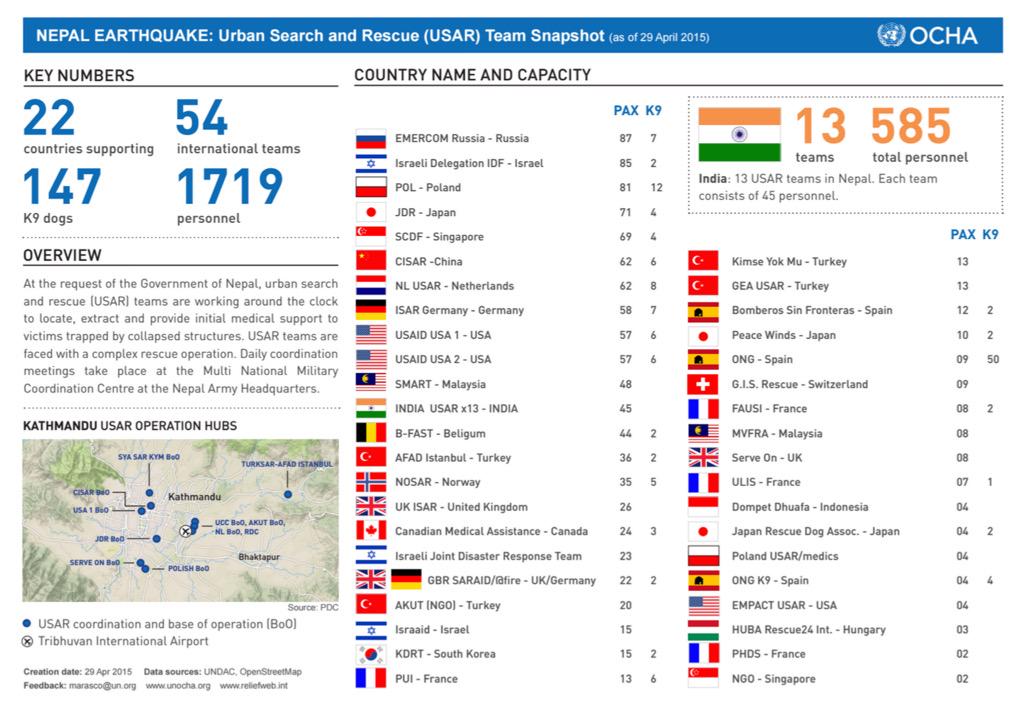 NEPAL EARTHQUAKE: Urban Search and Rescue (USAR) Team Snapshot (as of 29 April 2015)
OCHA
KEY NUMBERS
22
countries supporting
54
international teams
147
K9 dogs
1719
personnel
OVERVIEW
At the request of the Government of Nepal, urban search
and rescue (USAR) teams are working around the clock
to locate, extract and provide initial medical support to
victims trapped by collapsed structures. USAR teams are
faced with a complex rescue operation. Daily coordination
meetings take place at the Multi National Military
Coordination Centre at the Nepal Army Headquarters.
KATHMANDU USAR OPERATION HUBS
SYA SAR KYM BoO
TURKSAR-AFAD ISTANBUL
CISAR BoO
Kathmandu
USA 1 BoO
UCC BoO, AKUT BoO,
NL BoO, RDC
JDR BoO
Bhaktapur
SERVE ON BoO
POLISH BoO
Source: PDC
USAR coordination and base of operation (BoO)
Tribhuvan International Airport
Creation date: 29 Apr 2015 Data sources: UNDAC, OpenStreetMap
Feedback: marasco@un.org www.unocha.org www.reliefweb.int
COUNTRY NAME AND CAPACITY
PAX K9
EMERCOM Russia - Russia 87 7
Israeli Delegation IDF - Israel 85 2
POL - Poland 81 12
JDR - Japan 71 4
SCDF - Singapore 69 4
CISAR -China 62 6
NL USAR - Netherlands 62 8
ISAR Germany - Germany 58 7
USAID USA 1 - USA 57 6
USAID USA 2 - USA 57 6
SMART - Malaysia 48
INDIA USAR x13 - INDIA 45
B-FAST - Beligum 44 2
AFAD Istanbul - Turkey 36 2
NOSAR - Norway 35 5
UK ISAR - United Kingdom 26
Canadian Medical Assistance - Canada 24 3
Israeli Joint Disaster Response Team 23
GBR SARAID/@fire - UK/Germany 22 2
AKUT (NGO) - Turkey 20
Israaid - Israel 15
KDRT - South Korea 15 2
PUI - France 13 6
13
teams
585
total personnel
India: 13 USAR teams in Nepal. Each team
consists of 45 personnel.
PAX K9
Kimse Yok Mu - Turkey 13
GEA USAR - Turkey 13
Bomberos Sin Fronteras - Spain 12 2
Peace Winds - Japan 10 2
ONG - Spain 09 50
G.I.S. Rescue - Switzerland 09
FAUSI - France 08 2
MVFRA - Malaysia 08
Serve On - UK 08
ULIS - France 07 1
Dompet Dhuafa - Indonesia 04
Japan Rescue Dog Assoc. - Japan 04 2
Poland USAR/medics 04
ONG K9 - Spain 04 4
EMPACT USAR - USA 04
HUBA Rescue24 Int. - Hungary 03
PHDS - France 02
NGO - Singapore 02